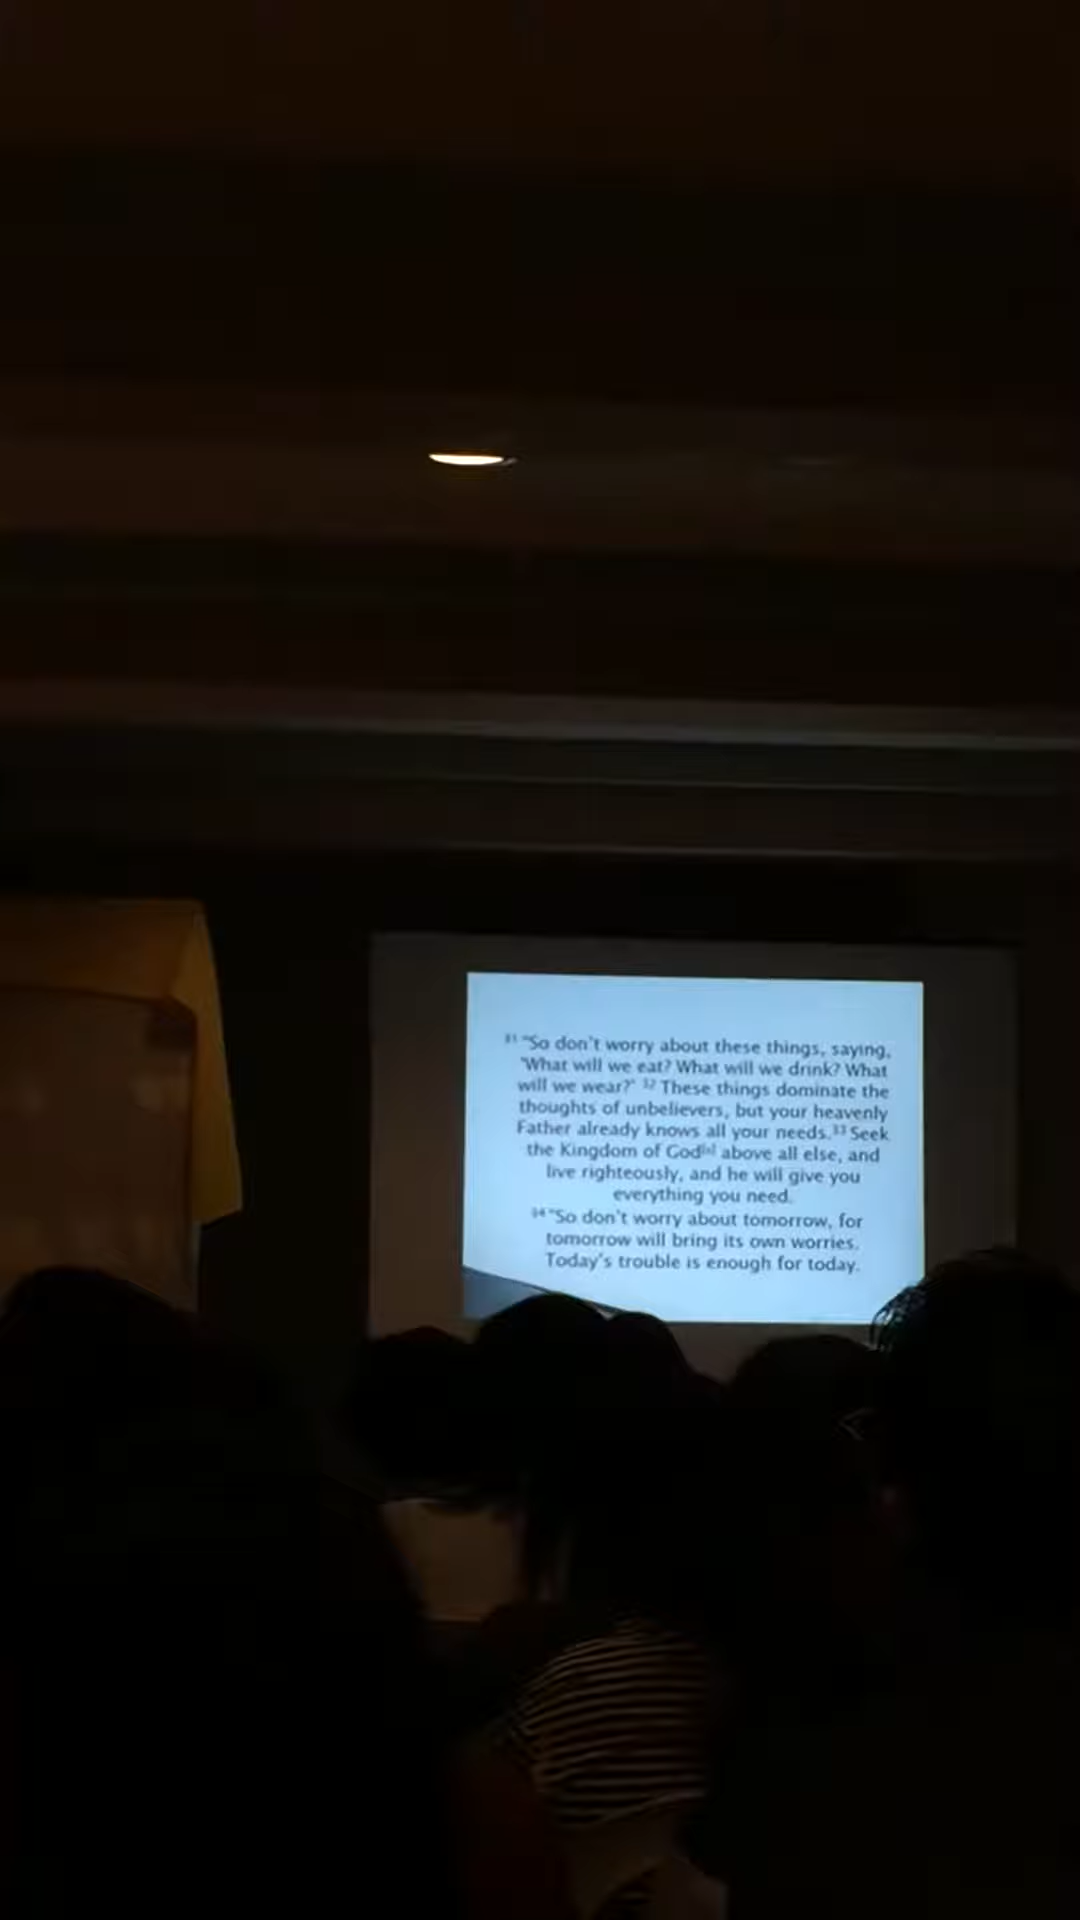 31 "So don't worry about these things, saying,
'What will we eat? What will we drink? What
will we wear?' 32 These things dominate the
thoughts of unbelievers, but your heavenly
Father already knows all your needs.33 Seek
the Kingdom of God[a] above all else, and
live righteously, and he will give you
everything you need.
34 "So don't worry about tomorrow, for
tomorrow will bring its own worries.
Today's trouble is enough for today.